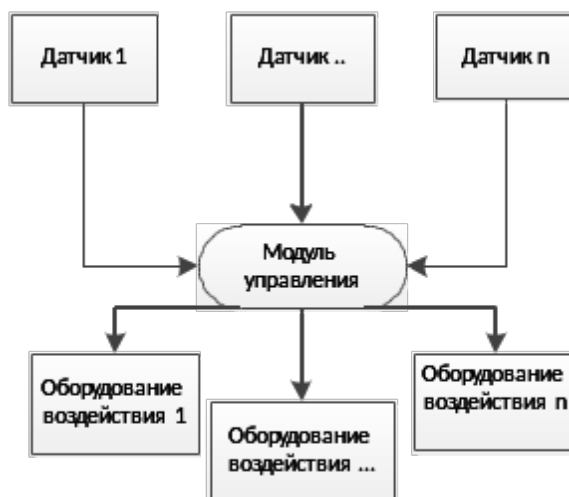 Датчик 1
Датчик ..
Датчик n
Модуль
управления
Оборудование
воздействия 1
Оборудование
воздействия ...
Оборудование
воздействия n